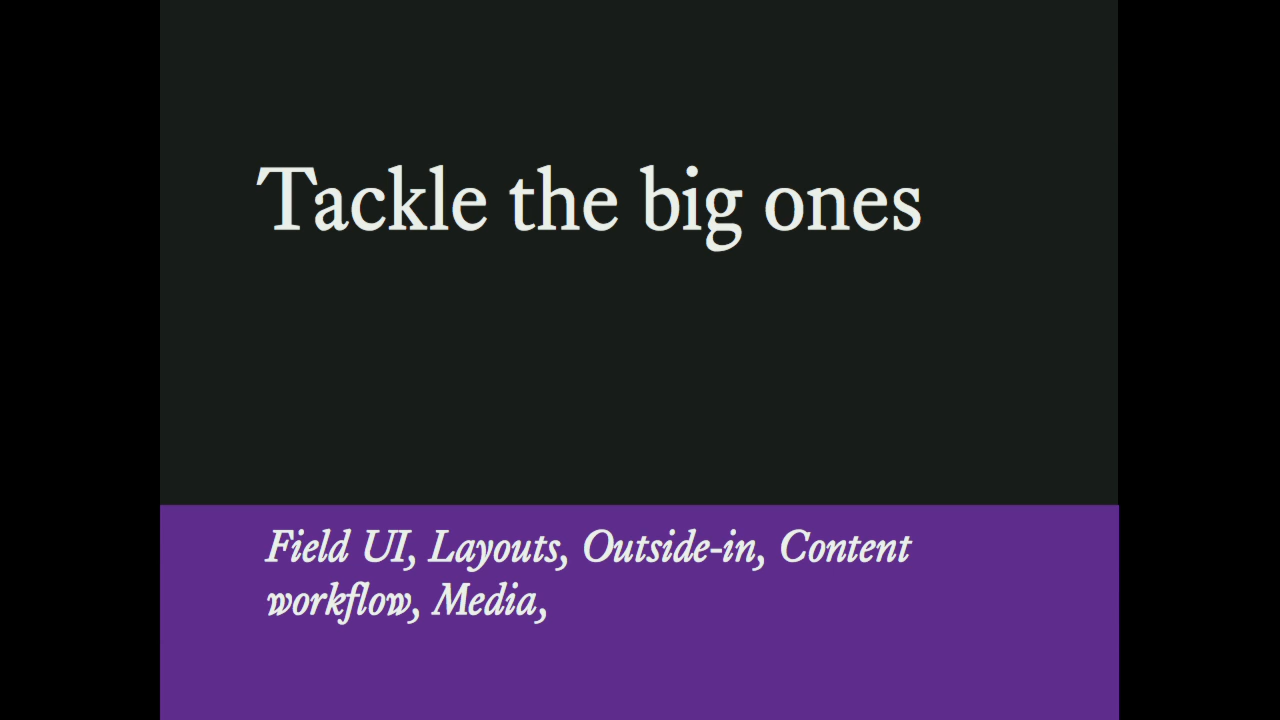 Tackle the big ones
Field UI, Layouts, Outside-in, Content
workflow, Media,